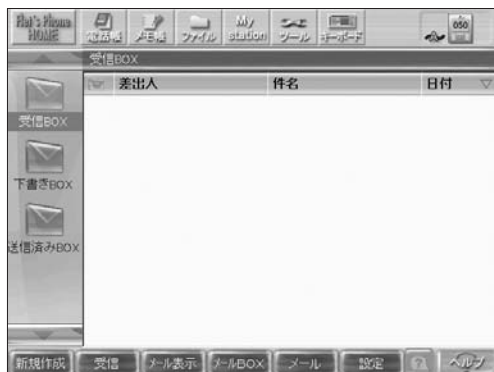 Flat's Phone HOME
電話帳
メモ帳
ファイル
My station
ツール
キーボード
050
受信BOX
差出人 件名 日付
受信BOX
下書きBOX
送信済みBOX
新規作成 受信 メール表示 メールBOX メール 設定 ? ヘルプ